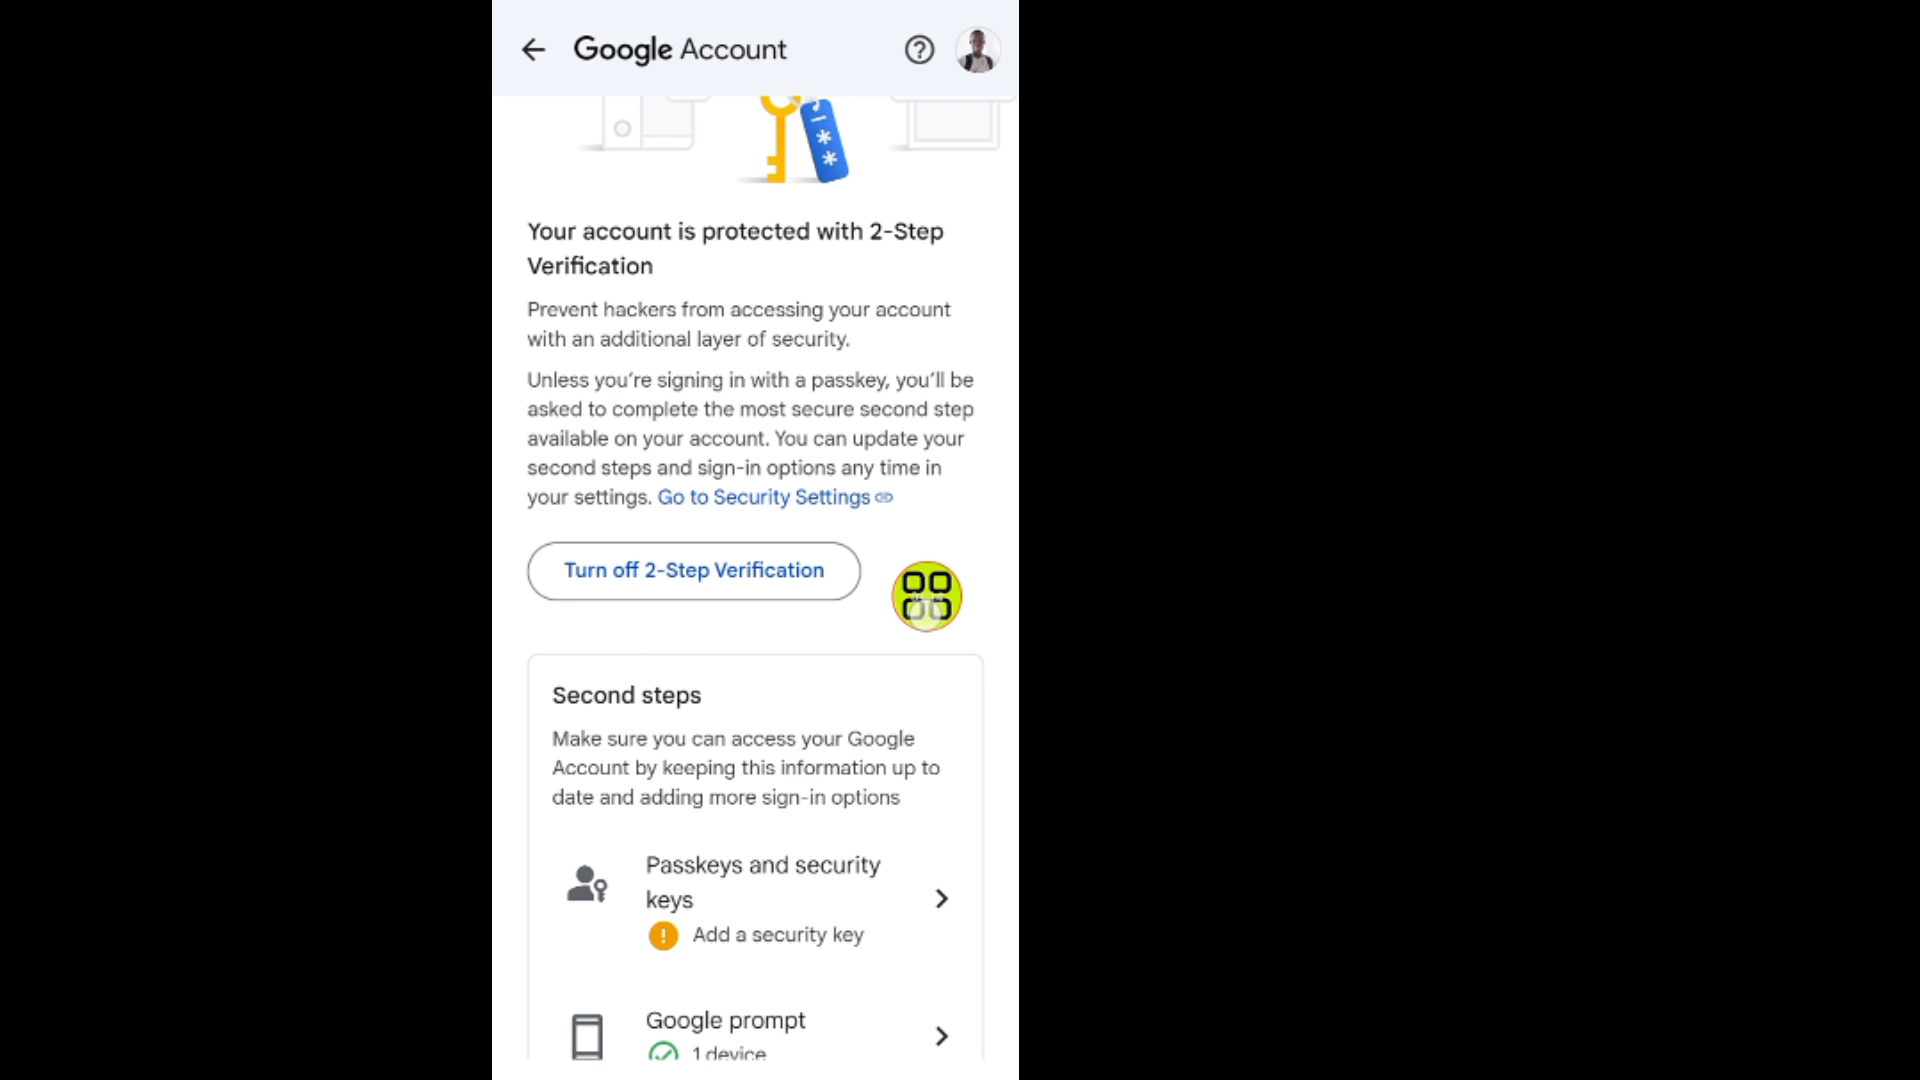 Google Account
Your account is protected with 2-Step
Verification
Prevent hackers from accessing your account
with an additional layer of security.
Unless you're signing in with a passkey, you'll be
asked to complete the most secure second step
available on your account. You can update your
second steps and sign-in options any time in
your settings. Go to Security Settings
Turn off 2-Step Verification
Second steps
Make sure you can access your Google
Account by keeping this information up to
date and adding more sign-in options
Passkeys and security
keys
Add a security key
Google prompt
1 device